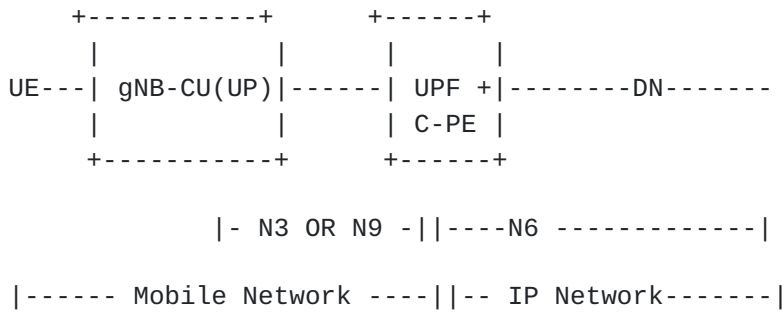 +-----------+ +------+
| | | |
UE---| gNB-CU(UP)|------| UPF +|--------DN-------
| | | C-PE |
+-----------+ +------+
|- N3 OR N9 -||----N6 -------------|
|------ Mobile Network ----||-- IP Network-------|